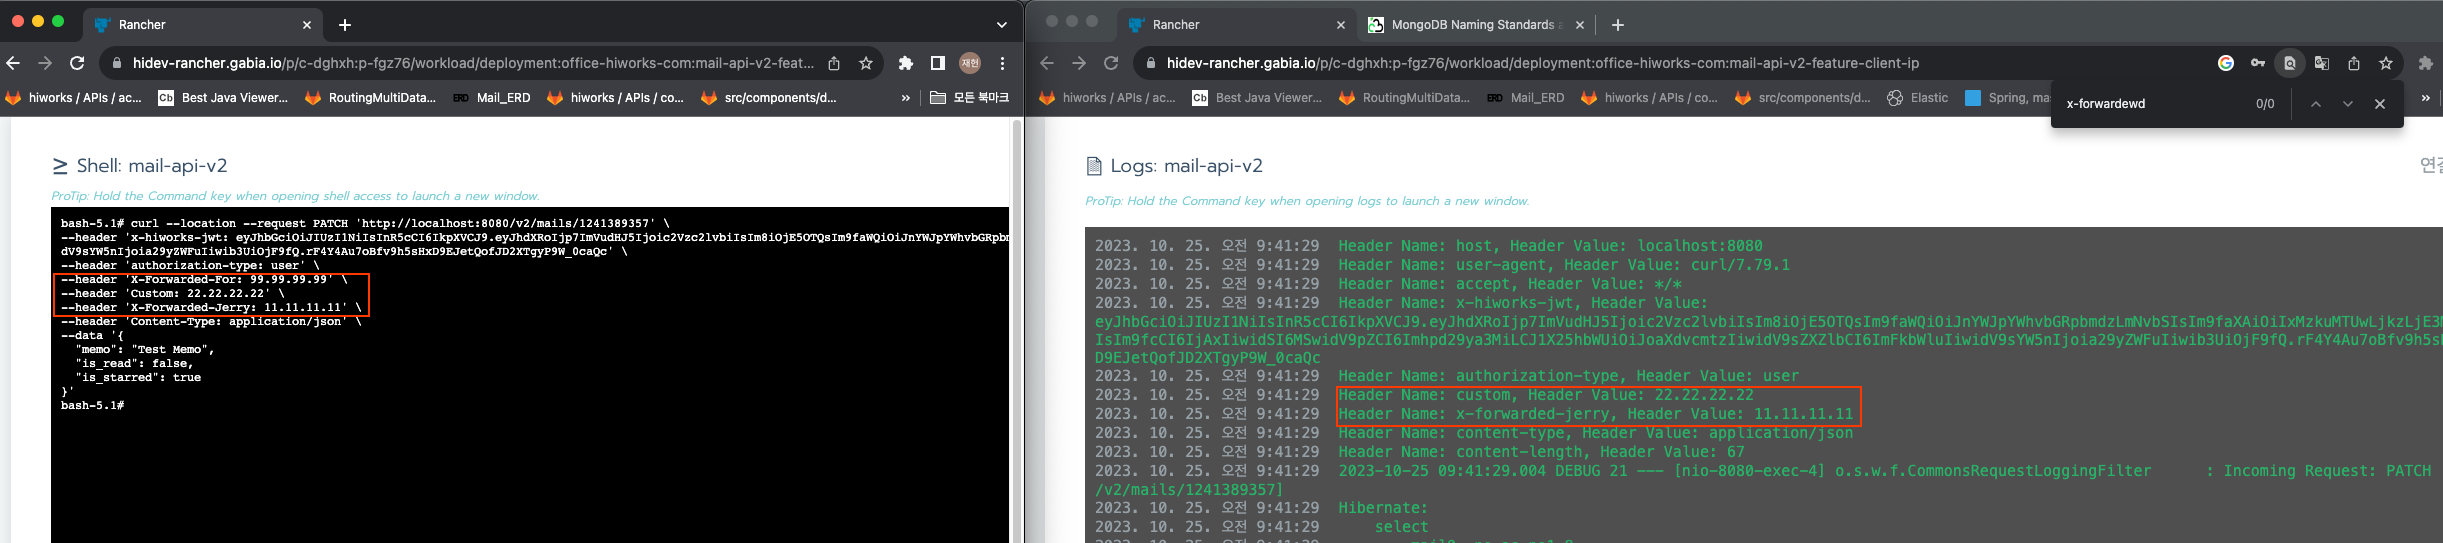 Rancher
hidev-rancher.gabia.io/p/c-dghxh:p-fgz76/workload/deployment:office-hiworks-com:mail-api-v2-feat...
재헌
hiworks / APIs / ac...
Cb Best Java Viewer...
RoutingMultiData...
ERD Mail_ERD
hiworks / APIs / co...
src/components/d...
» 모든 북마크
Shell: mail-api-v2
ProTip: Hold the Command key when opening shell access to launch a new window.
bash-5.1# curl --location --request PATCH 'http://localhost:8080/v2/mails/1241389357' \
--header 'x-hiworks-jwt:
--header 'authorization-type: user' \
--header 'X-Forwarded-For: 99.99.99.99' \
--header 'Custom: 22.22.22.22' \
--header 'X-Forwarded-Jerry: 11.11.11.11' \
--header 'Content-Type: application/json' \
--data '{
"memo": "Test Memo",
"is_read": false,
"is_starred": true
}'
bash-5.1#
Rancher
MongoDB Naming Standards a
hidev-rancher.gabia.io/p/c-dghxh:p-fgz76/workload/deployment:office-hiworks-com:mail-api-v2-feature-client-ip
hiworks / APIs / ac...
Cb Best Java Viewer...
RoutingMultiData...
ERD Mail_ERD
hiworks / APIs / co...
src/components/d...
Elastic
Spring, ma
»
x-forwardewd 0/0
Logs: mail-api-v2
연결
ProTip: Hold the Command key when opening logs to launch a new window.
2023. 10. 25. 오전 9:41:29 Header Name: host, Header Value: localhost:8080
2023. 10. 25. 오전 9:41:29 Header Name: user-agent, Header Value: curl/7.79.1
2023. 10. 25. 오전 9:41:29 Header Name: accept, Header Value: */*
2023. 10. 25. 오전 9:41:29 Header Name: x-hiworks-jwt, Header Value:
2023. 10. 25. 오전 9:41:29 Header Name: authorization-type, Header Value: user
2023. 10. 25. 오전 9:41:29 Header Name: custom, Header Value: 22.22.22.22
2023. 10. 25. 오전 9:41:29 Header Name: x-forwarded-jerry, Header Value: 11.11.11.11
2023. 10. 25. 오전 9:41:29 Header Name: content-type, Header Value: application/json
2023. 10. 25. 오전 9:41:29 Header Name: content-length, Header Value: 67
2023. 10. 25. 오전 9:41:29 2023-10-25 09:41:29.004 DEBUG 21 --- [nio-8080-exec-4] o.s.w.f.CommonsRequestLoggingFilter : Incoming Request: PATCH
/v2/mails/1241389357]
2023. 10. 25. 오전 9:41:29 Hibernate:
2023. 10. 25. 오전 9:41:29 select